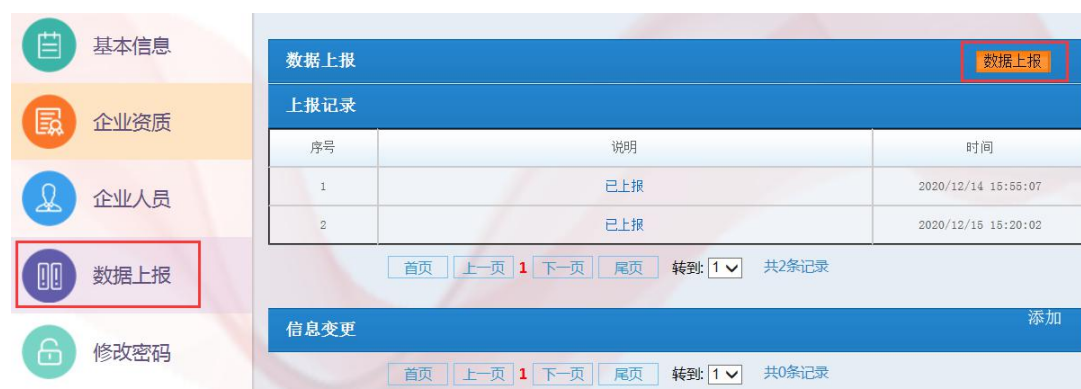 基本信息
企业资质
企业人员
数据上报
修改密码
数据上报 数据上报
上报记录
序号 说明 时间
1 已上报 2020/12/14 15:55:07
2 已上报 2020/12/15 15:20:02
首页 上一页 1 下一页 尾页 转到: 1 共2条记录
信息变更 添加
首页 上一页 1 下一页 尾页 转到: 1 共0条记录